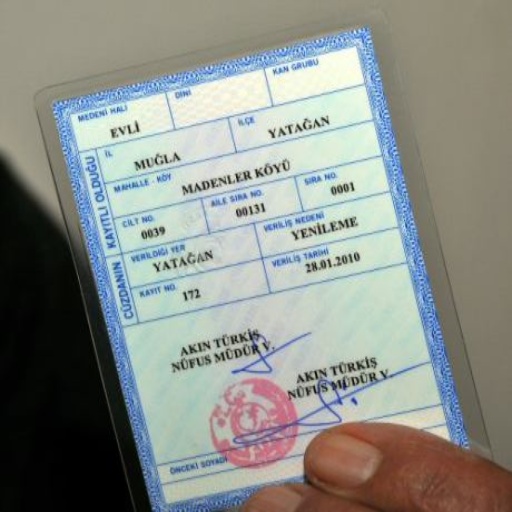 MEDENİ HALİ DİNİ KAN GRUBU
EVLİ
İL İLÇE
MUĞLA YATAĞAN
MAHALLE - KÖY
MADENLER KÖYÜ
CİLT NO. AİLE SIRA NO. SIRA NO.
0039 00131 0001
VERİLDİĞİ YER VERİLİŞ NEDENİ
YATAĞAN YENİLEME
KAYIT NO. VERİLİŞ TARİHİ
172 28.01.2010
CÜZDANIN KAYITLI OLDUĞU
AKIN TÜRKİŞ
NÜFUS MÜDÜR V.
AKIN TÜRKİŞ
NÜFUS MÜDÜR V
ÖNCEKİ SOYADI